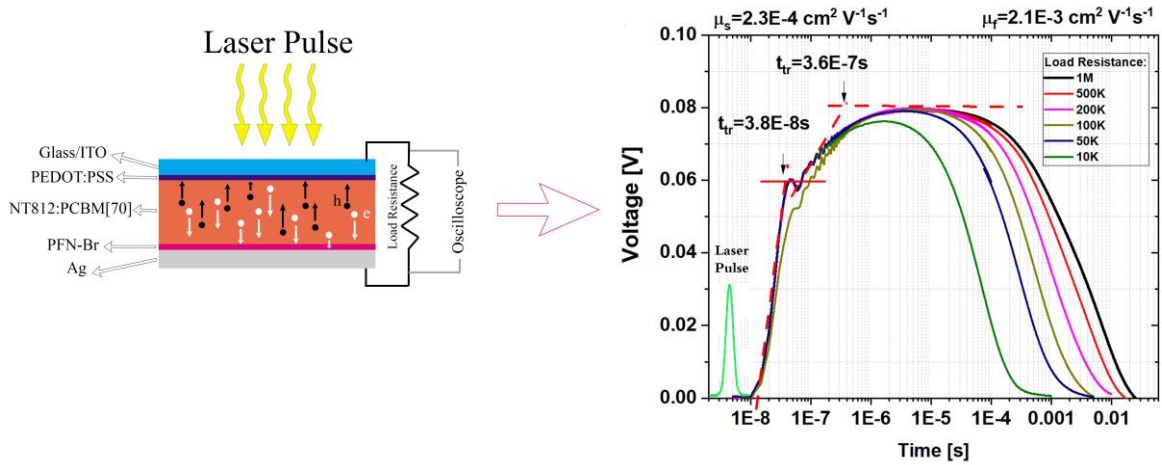 Laser Pulse
Glass/ITO
PEDOT:PSS
NT812:PCBM[70]
PFN-Br
Ag
h
e
Load Resistance
Oscilloscope
μs=2.3E-4 cm² V⁻¹s⁻¹
μf=2.1E-3 cm² V⁻¹s⁻¹
ttr=3.6E-7s
ttr=3.8E-8s
Load Resistance:
1M
500K
200K
100K
50K
10K
Laser
Pulse
Voltage [V]
0.10
0.08
0.06
0.04
0.02
0.00
1E-8
1E-7
1E-6
1E-5
1E-4
0.001
0.01
Time [s]